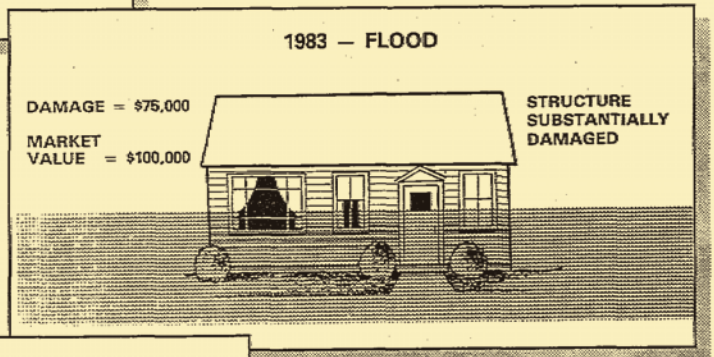 1983 — FLOOD
DAMAGE = $75,000
MARKET
VALUE = $100,000
STRUCTURE
SUBSTANTIALLY
DAMAGED